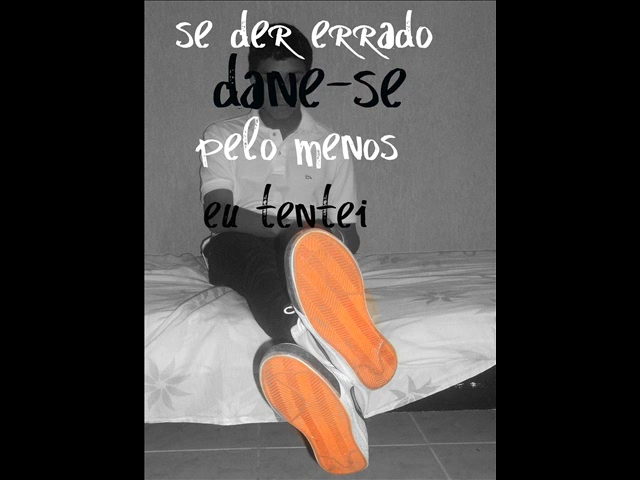 se der errado
dane-se
pelo menos
eu tentei